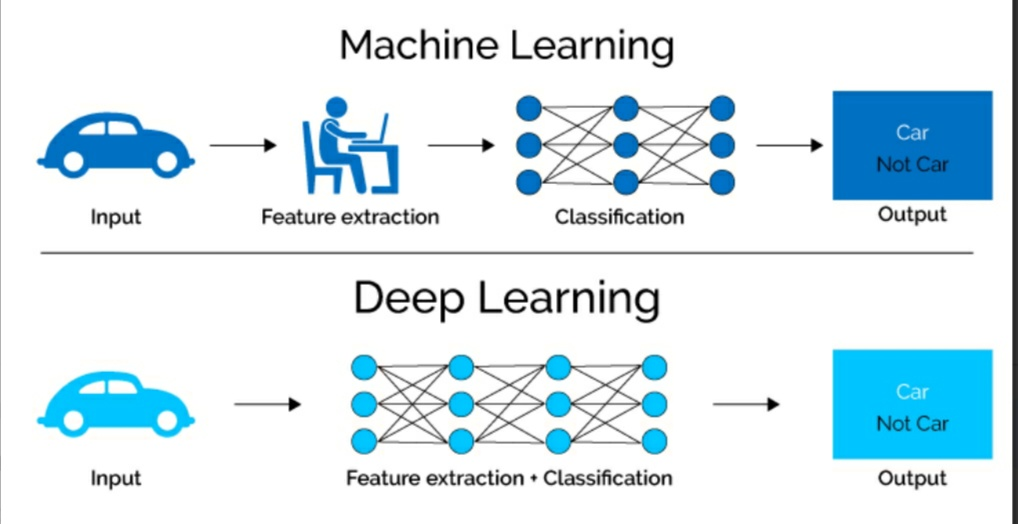 Machine Learning
Input
Feature extraction
Classification
Car
Not Car
Output
Deep Learning
Input
Feature extraction + Classification
Car
Not Car
Output